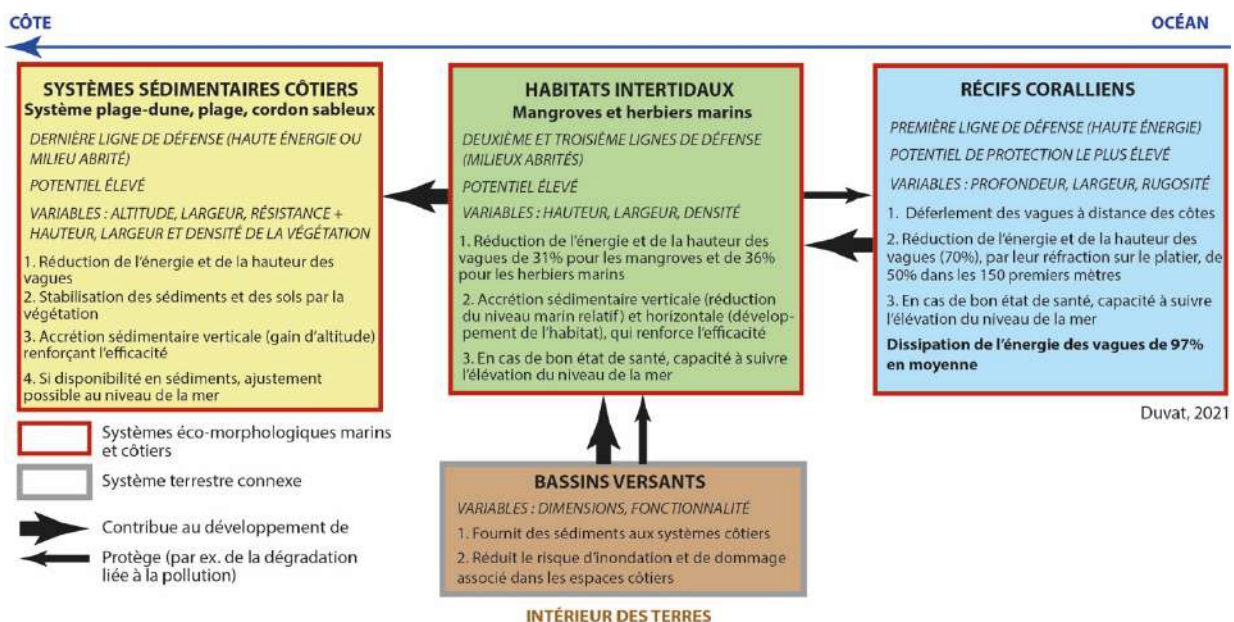 CÔTE
OCÉAN
SYSTÈMES SÉDIMENTAIRES CÔTIERS
Système plage-dune, plage, cordon sableux
DERNIÈRE LIGNE DE DÉFENSE (HAUTE ÉNERGIE OU
MILIEU ABRITÉ)
POTENTIEL ÉLEVÉ
VARIABLES : ALTITUDE, LARGEUR, RÉSISTANCE +
HAUTEUR, LARGEUR ET DENSITÉ DE LA VÉGÉTATION
1. Réduction de l'énergie et de la hauteur des
vagues
2. Stabilisation des sédiments et des sols par la
végétation
3. Accrétion sédimentaire verticale (gain d'altitude)
renforçant l'efficacité
4. Si disponibilité en sédiments, ajustement
possible au niveau de la mer
HABITATS INTERTIDAUX
Mangroves et herbiers marins
DEUXIÈME ET TROISIÈME LIGNES DE DÉFENSE
(MILIEUX ABRITÉS)
POTENTIEL ÉLEVÉ
VARIABLES : HAUTEUR, LARGEUR, DENSITÉ
1. Réduction de l'énergie et de la hauteur des
vagues de 31% pour les mangroves et de 36%
pour les herbiers marins
2. Accrétion sédimentaire verticale (réduction
du niveau marin relatif) et horizontale (dévelop-
pement de l'habitat), qui renforce l'efficacité
3. En cas de bon état de santé, capacité à suivre
l'élévation du niveau de la mer
RÉCIFS CORALLIENS
PREMIÈRE LIGNE DE DÉFENSE (HAUTE ÉNERGIE)
POTENTIEL DE PROTECTION LE PLUS ÉLEVÉ
VARIABLES : PROFONDEUR, LARGEUR, RUGOSITÉ
1. Déferlement des vagues à distance des côtes
2. Réduction de l'énergie et de la hauteur des
vagues (70%), par leur réfraction sur le platier, de
50% dans les 150 premiers mètres
3. En cas de bon état de santé, capacité à suivre
l'élévation du niveau de la mer
Dissipation de l'énergie des vagues de 97%
en moyenne
Duvat, 2021
Systèmes éco-morphologiques marins
et côtiers
Système terrestre connexe
Contribue au développement de
Protège (par ex. de la dégradation
liée à la pollution)
BASSINS VERSANTS
VARIABLES : DIMENSIONS, FONCTIONNALITÉ
1. Fournit des sédiments aux systèmes côtiers
2. Réduit le risque d'inondation et de dommage
associé dans les espaces côtiers
INTÉRIEUR DES TERRES